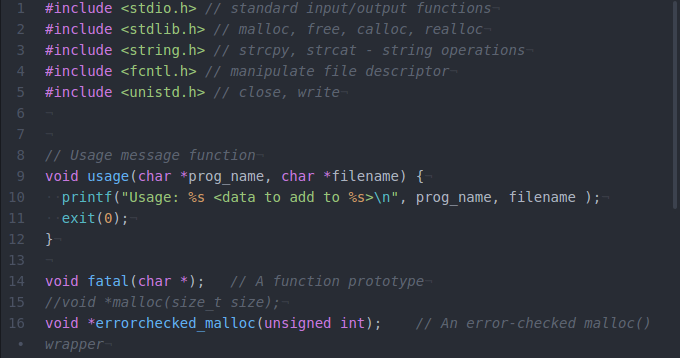 1 #include <stdio.h> // standard input/output functions¬
2 #include <stdlib.h> // malloc, free, calloc, realloc¬
3 #include <string.h> // strcpy, strcat - string operations¬
4 #include <fcntl.h> // manipulate file descriptor¬
5 #include <unistd.h> // close, write¬
6 ¬
7 ¬
8 // Usage message function¬
9 void usage(char *prog_name, char *filename) {¬
10 ··printf("Usage: %s <data to add to %s>\n", prog_name, filename );¬
11 ··exit(0);¬
12 }¬
13 ¬
14 void fatal(char *);   // A function prototype¬
15 //void *malloc(size_t size);¬
16 void *errorchecked_malloc(unsigned int);    // An error-checked malloc()
• wrapper¬